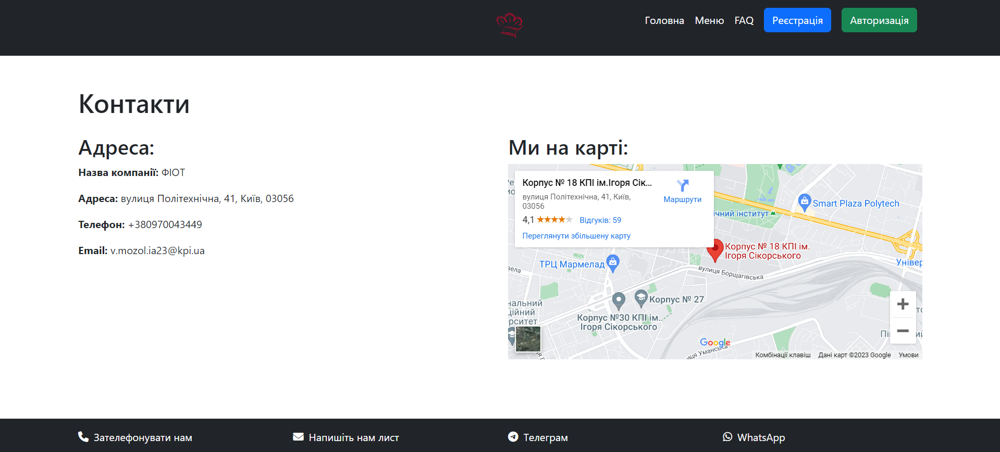 Головна Меню FAQ Реєстрація Авторизація
Контакти
Адреса:
Назва компанії: ФІОТ
Адреса: вулиця Політехнічна, 41, Київ, 03056
Телефон: +380970043449
Email: v.mozol.ia23@kpi.ua
Ми на карті:
Корпус № 18 КПІ ім.Ігоря Сік...
вулиця Політехнічна, 41, Київ,
03056
4,1 Відгуків: 59
Переглянути збільшену карту
Маршрути
ічний інститут
Smart Plaza Polytech
Корпус № 18 КПІ ім.
Ігоря Сікорського
ТРЦ Мармелад
вулиця Борщагівська
Універ
вела
Корпус № 27
нальний
ційний
ерситет
Корпус №30 КПІ ім.
Ігоря Сікорського
Google
иця Уманська
Комбінації клавіш Дані карт ©2023 Google Умови
Зателефонувати нам Напишіть нам лист Телеграм WhatsApp